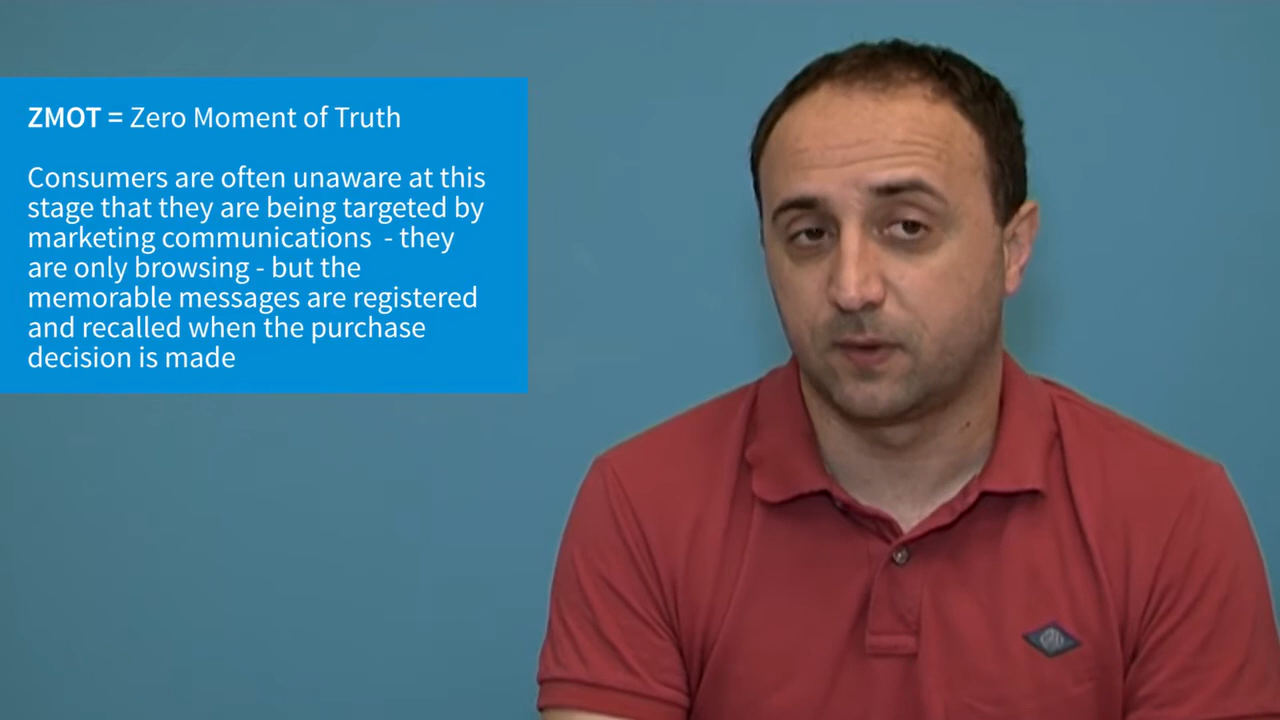 ZMOT = Zero Moment of Truth
Consumers are often unaware at this
stage that they are being targeted by
marketing communications  - they
are only browsing - but the
memorable messages are registered
and recalled when the purchase
decision is made